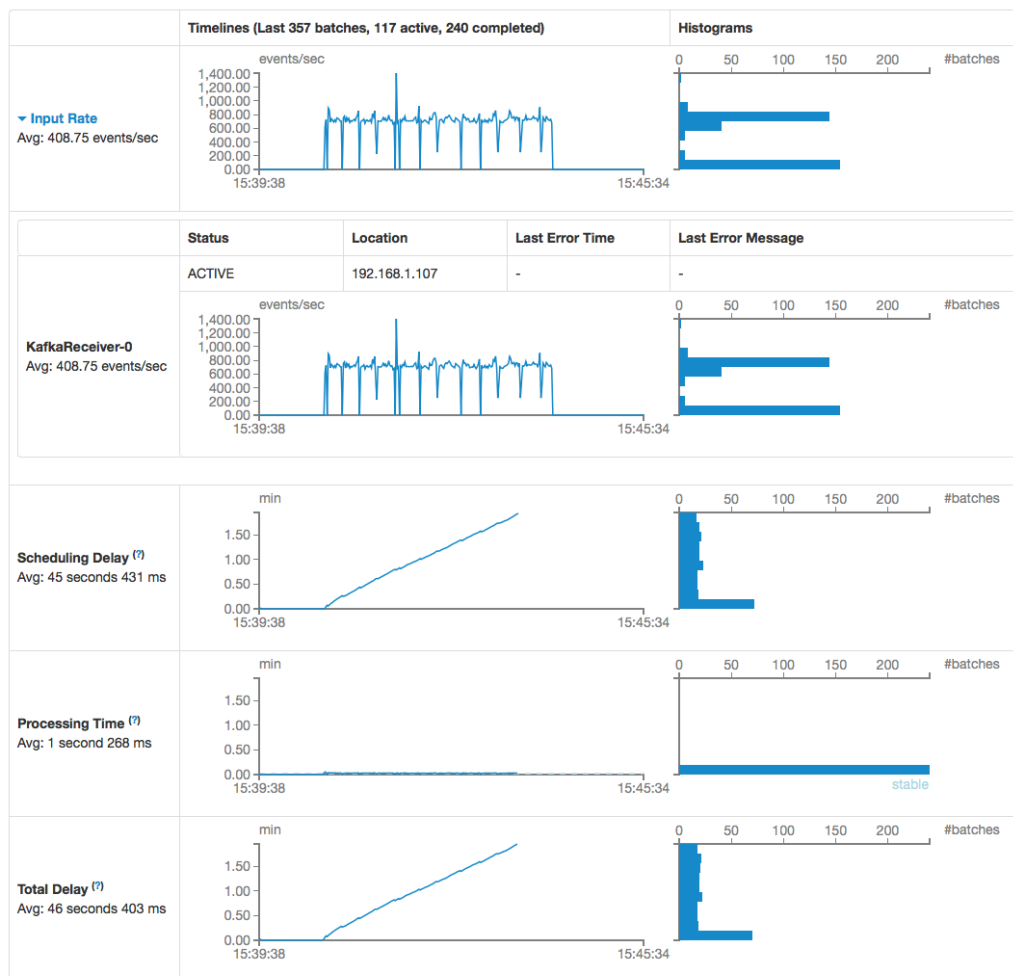 Timelines (Last 357 batches, 117 active, 240 completed)
Histograms
Input Rate
Avg: 408.75 events/sec
events/sec
1,400.00
1,000.00
800.00
600.00
400.00
200.00
0.00
15:39:38
15:45:34
0 50 100 150 200 #batches
Status Location Last Error Time Last Error Message
ACTIVE 192.168.1.107 - -
KafkaReceiver-0
Avg: 408.75 events/sec
events/sec
1,400.00
1,000.00
800.00
600.00
400.00
200.00
0.00
15:39:38
15:45:34
0 50 100 150 200 #batches
Scheduling Delay (?)
Avg: 45 seconds 431 ms
min
1.50
1.00
0.50
0.00
15:39:38
15:45:34
0 50 100 150 200 #batches
Processing Time (?)
Avg: 1 second 268 ms
min
1.50
1.00
0.50
0.00
15:39:38
15:45:34
0 50 100 150 200 #batches
stable
Total Delay (?)
Avg: 46 seconds 403 ms
min
1.50
1.00
0.50
0.00
15:39:38
15:45:34
0 50 100 150 200 #batches